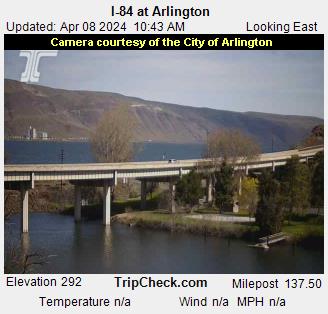 I-84 at Arlington
Updated: Apr 08 2024 10:43 AM Looking East
Camera courtesy of the City of Arlington
Elevation 292 TripCheck.com Milepost 137.50
Temperature n/a Wind n/a MPH n/a